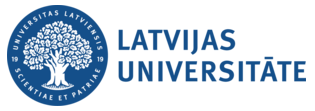 UNIVERSITAS LATVIENSIS
19 19
SCIENTIAE ET PATRIAE
LATVIJAS
UNIVERSITĀTE